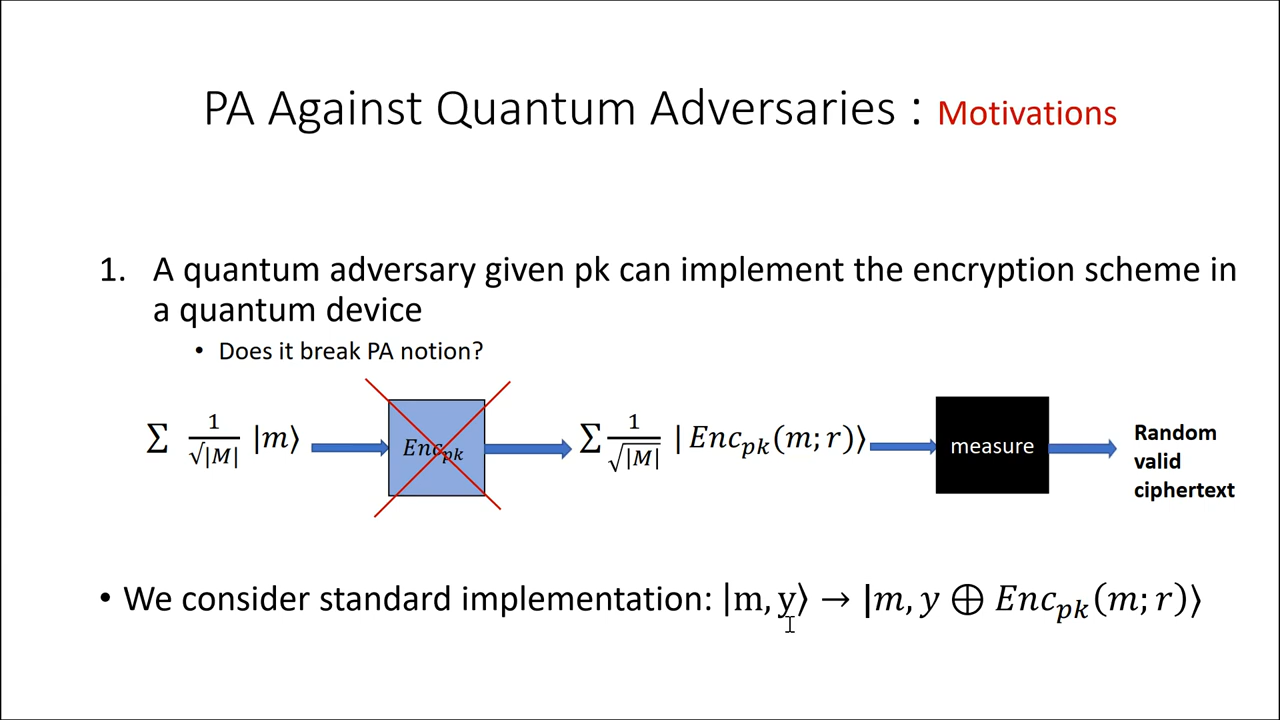 PA Against Quantum Adversaries : Motivations
1. A quantum adversary given pk can implement the encryption scheme in
a quantum device
• Does it break PA notion?
∑ 1/√|M| |m⟩ Enc_pk ∑ 1/√|M| | Enc_pk(m; r)⟩ measure Random
valid
ciphertext
• We consider standard implementation: |m, y⟩ → |m, y ⊕ Enc_pk(m; r)⟩